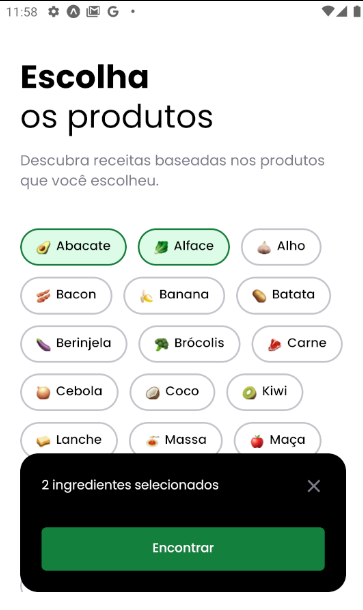 11:58
Escolha
os produtos
Descubra receitas baseadas nos produtos
que você escolheu.
Abacate Alface Alho
Bacon Banana Batata
Berinjela Brócolis Carne
Cebola Coco Kiwi
Lanche Massa Maça
2 ingredientes selecionados
Encontrar